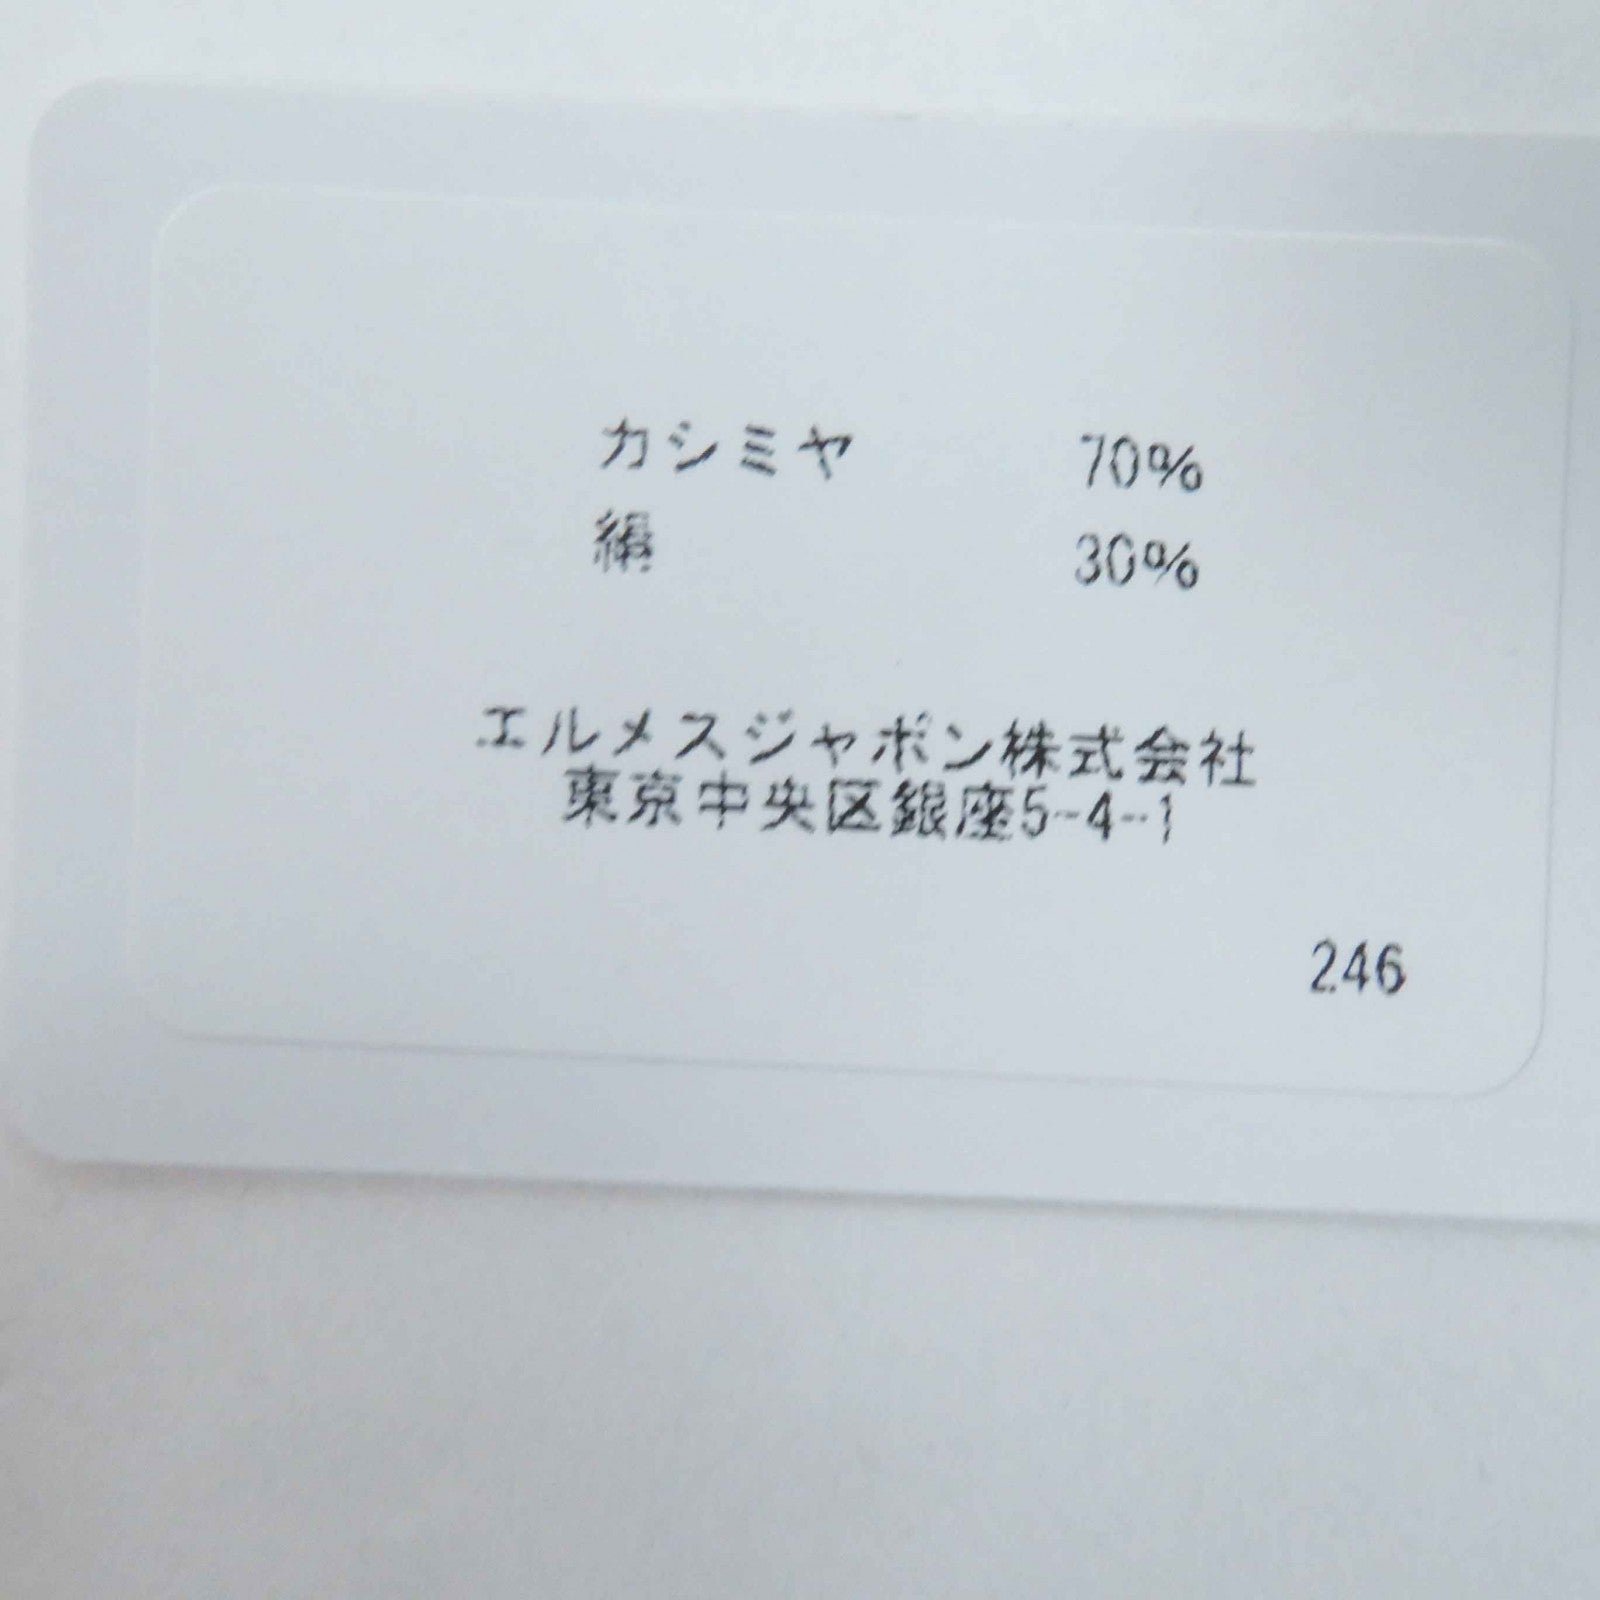 カシミヤ 70%
絹 30%
エルメスジャポン株式会社
東京中央区銀座5-4-1
246